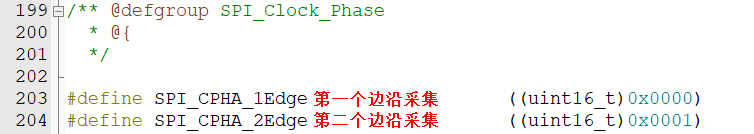 199 /** @defgroup SPI_Clock_Phase
200 * @{
201 */
202
203 #define SPI_CPHA_1Edge 第一个边沿采集 ((uint16_t)0x0000)
204 #define SPI_CPHA_2Edge 第二个边沿采集 ((uint16_t)0x0001)